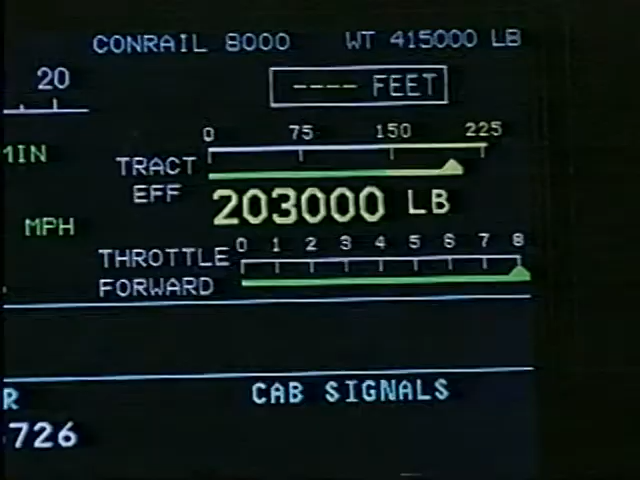 CONRAIL 8000 WT 415000 LB
20
---- FEET
0 75 150 225
MIN
TRACT
EFF
203000 LB
MPH
0 1 2 3 4 5 6 7 8
THROTTLE
FORWARD
R
CAB SIGNALS
726